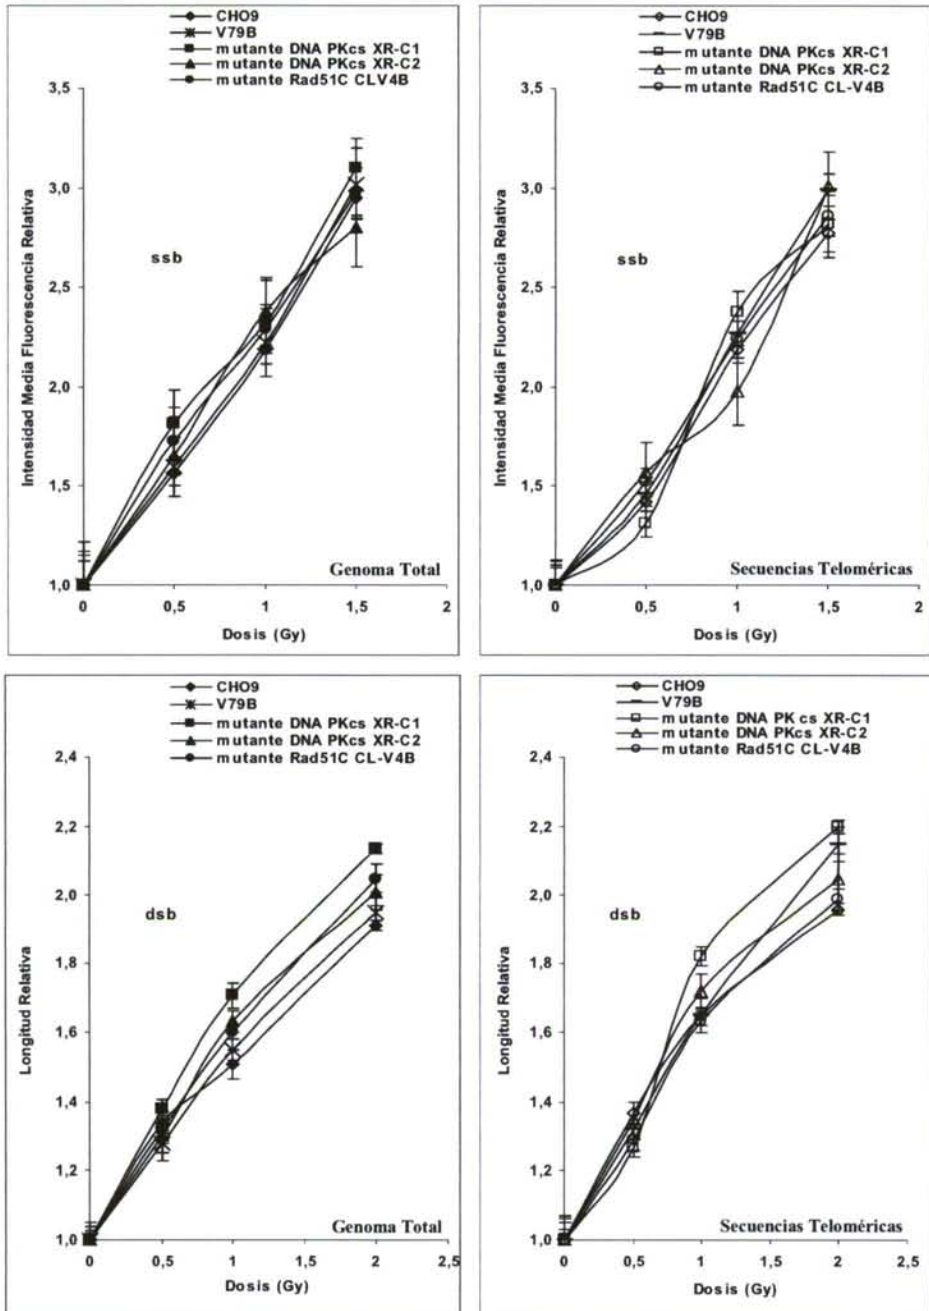 CHO9
V79B
mutante DNA PKcs XR-C1
mutante DNA PKcs XR-C2
mutante Rad51C CLV4B
Intensidad Media Fluorescencia Relativa
3,5
3,0
2,5
2,0
1,5
1,0
ssb
Genoma Total
0
0,5
1
1,5
2
Dosis (Gy)
CHO9
V79B
mutante DNA PKcs XR-C1
mutante DNA PKcs XR-C2
mutante Rad51C CL-V4B
Intensidad Media Fluorescencia Relativa
3,5
3,0
2,5
2,0
1,5
1,0
ssb
Secuencias Teloméricas
0
0,5
1
1,5
2
Dosis (Gy)
CHO9
V79B
mutante DNA PKcs XR-C1
mutante DNA PKcs XR-C2
mutante Rad51C CL-V4B
Longitud Relativa
2,4
2,2
2,0
1,8
1,6
1,4
1,2
1,0
dsb
Genoma Total
0
0,5
1
1,5
2
2,5
Dosis (Gy)
CHO9
V79B
mutante DNA PK cs XR-C1
mutante DNA PKcs XR-C2
mutante Rad51C CL-V4B
Longitud Relativa
2,4
2,2
2,0
1,8
1,6
1,4
1,2
1,0
dsb
Secuencias Teloméricas
0
0,5
1
1,5
2
2,5
Dosis (Gy)